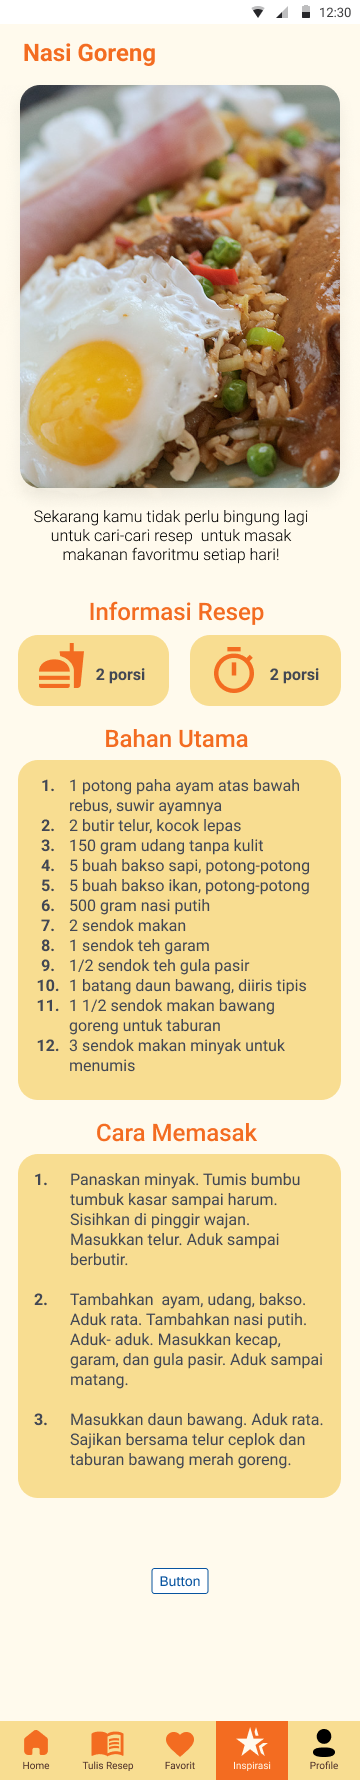 12:30
Nasi Goreng
Sekarang kamu tidak perlu bingung lagi
untuk cari-cari resep  untuk masak
makanan favoritmu setiap hari!
Informasi Resep
2 porsi
2 porsi
Bahan Utama
1. 1 potong paha ayam atas bawah
rebus, suwir ayamnya
2. 2 butir telur, kocok lepas
3. 150 gram udang tanpa kulit
4. 5 buah bakso sapi, potong-potong
5. 5 buah bakso ikan, potong-potong
6. 500 gram nasi putih
7. 2 sendok makan
8. 1 sendok teh garam
9. 1/2 sendok teh gula pasir
10. 1 batang daun bawang, diiris tipis
11. 1 1/2 sendok makan bawang
goreng untuk taburan
12. 3 sendok makan minyak untuk
menumis
Cara Memasak
1. Panaskan minyak. Tumis bumbu
tumbuk kasar sampai harum.
Sisihkan di pinggir wajan.
Masukkan telur. Aduk sampai
berbutir.
2. Tambahkan  ayam, udang, bakso.
Aduk rata. Tambahkan nasi putih.
Aduk- aduk. Masukkan kecap,
garam, dan gula pasir. Aduk sampai
matang.
3. Masukkan daun bawang. Aduk rata.
Sajikan bersama telur ceplok dan
taburan bawang merah goreng.
Button
Home
Tulis Resep
Favorit
Inspirasi
Profile